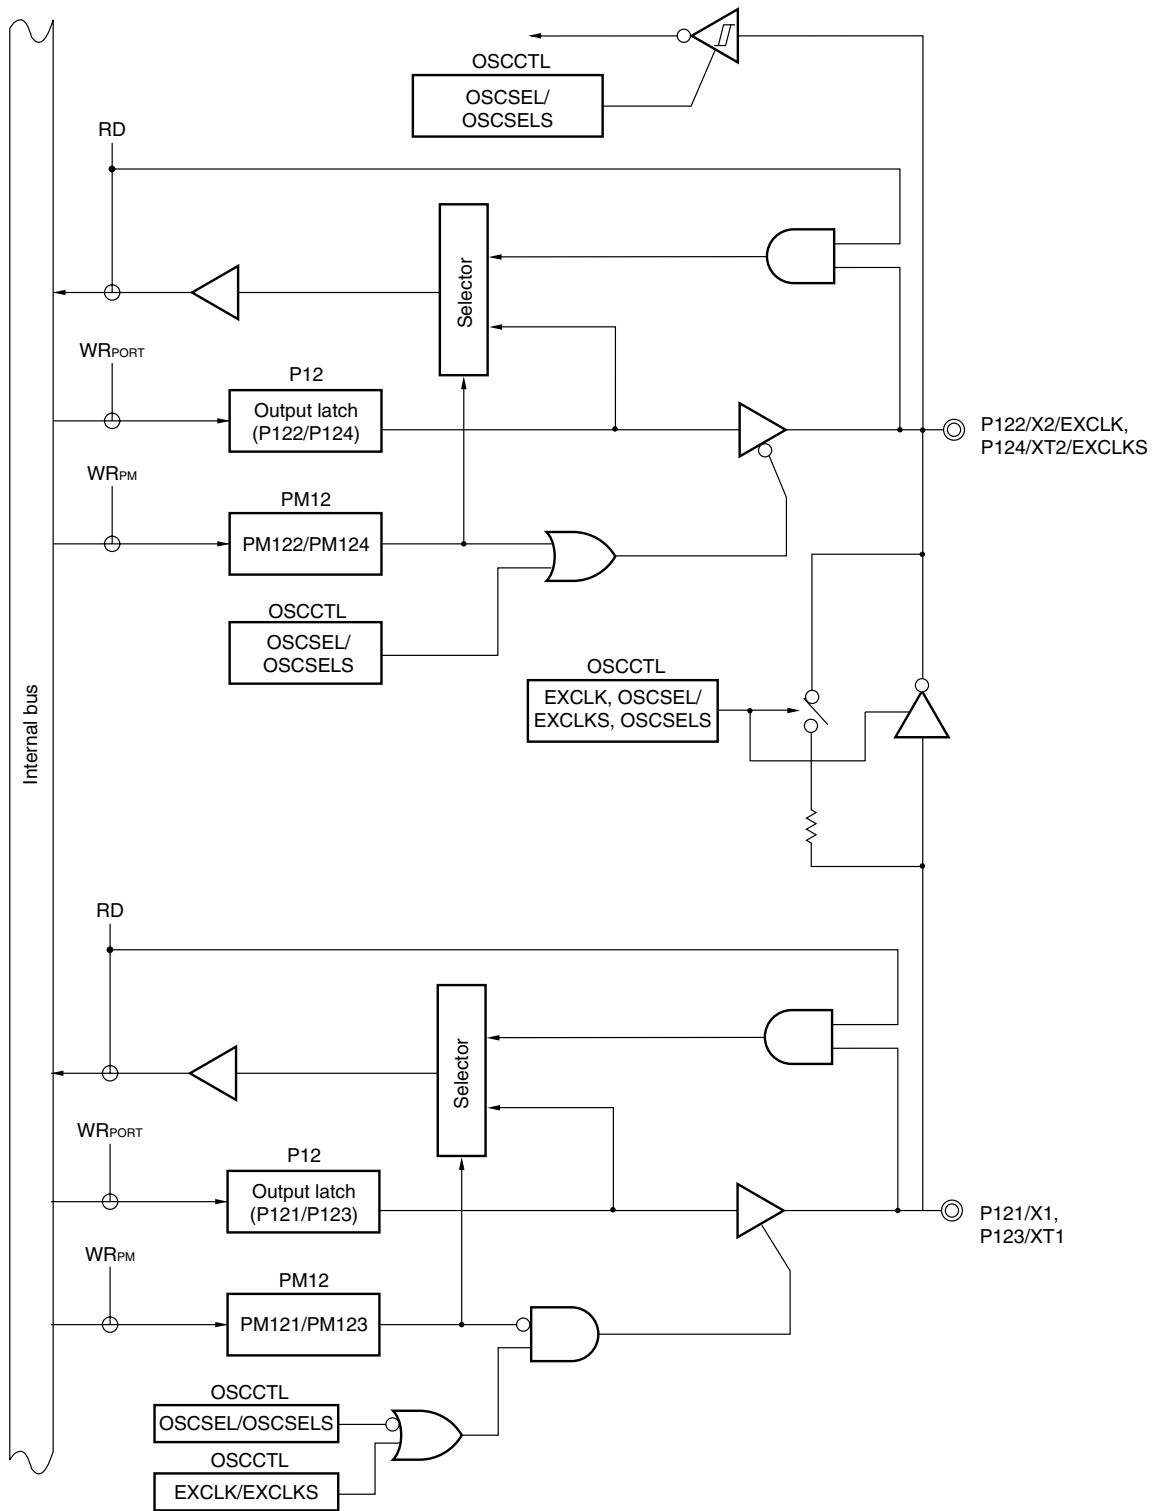 OSCCTL
OSCSEL/
OSCSELS
RD
Selector
WRPORT
P12
Output latch
(P122/P124)
P122/X2/EXCLK,
P124/XT2/EXCLKS
WRPM
PM12
PM122/PM124
OSCCTL
OSCSEL/
OSCSELS
OSCCTL
EXCLK, OSCSEL/
EXCLKS, OSCSELS
Internal bus
RD
Selector
WRPORT
P12
Output latch
(P121/P123)
P121/X1,
P123/XT1
WRPM
PM12
PM121/PM123
OSCCTL
OSCSEL/OSCSELS
OSCCTL
EXCLK/EXCLKS